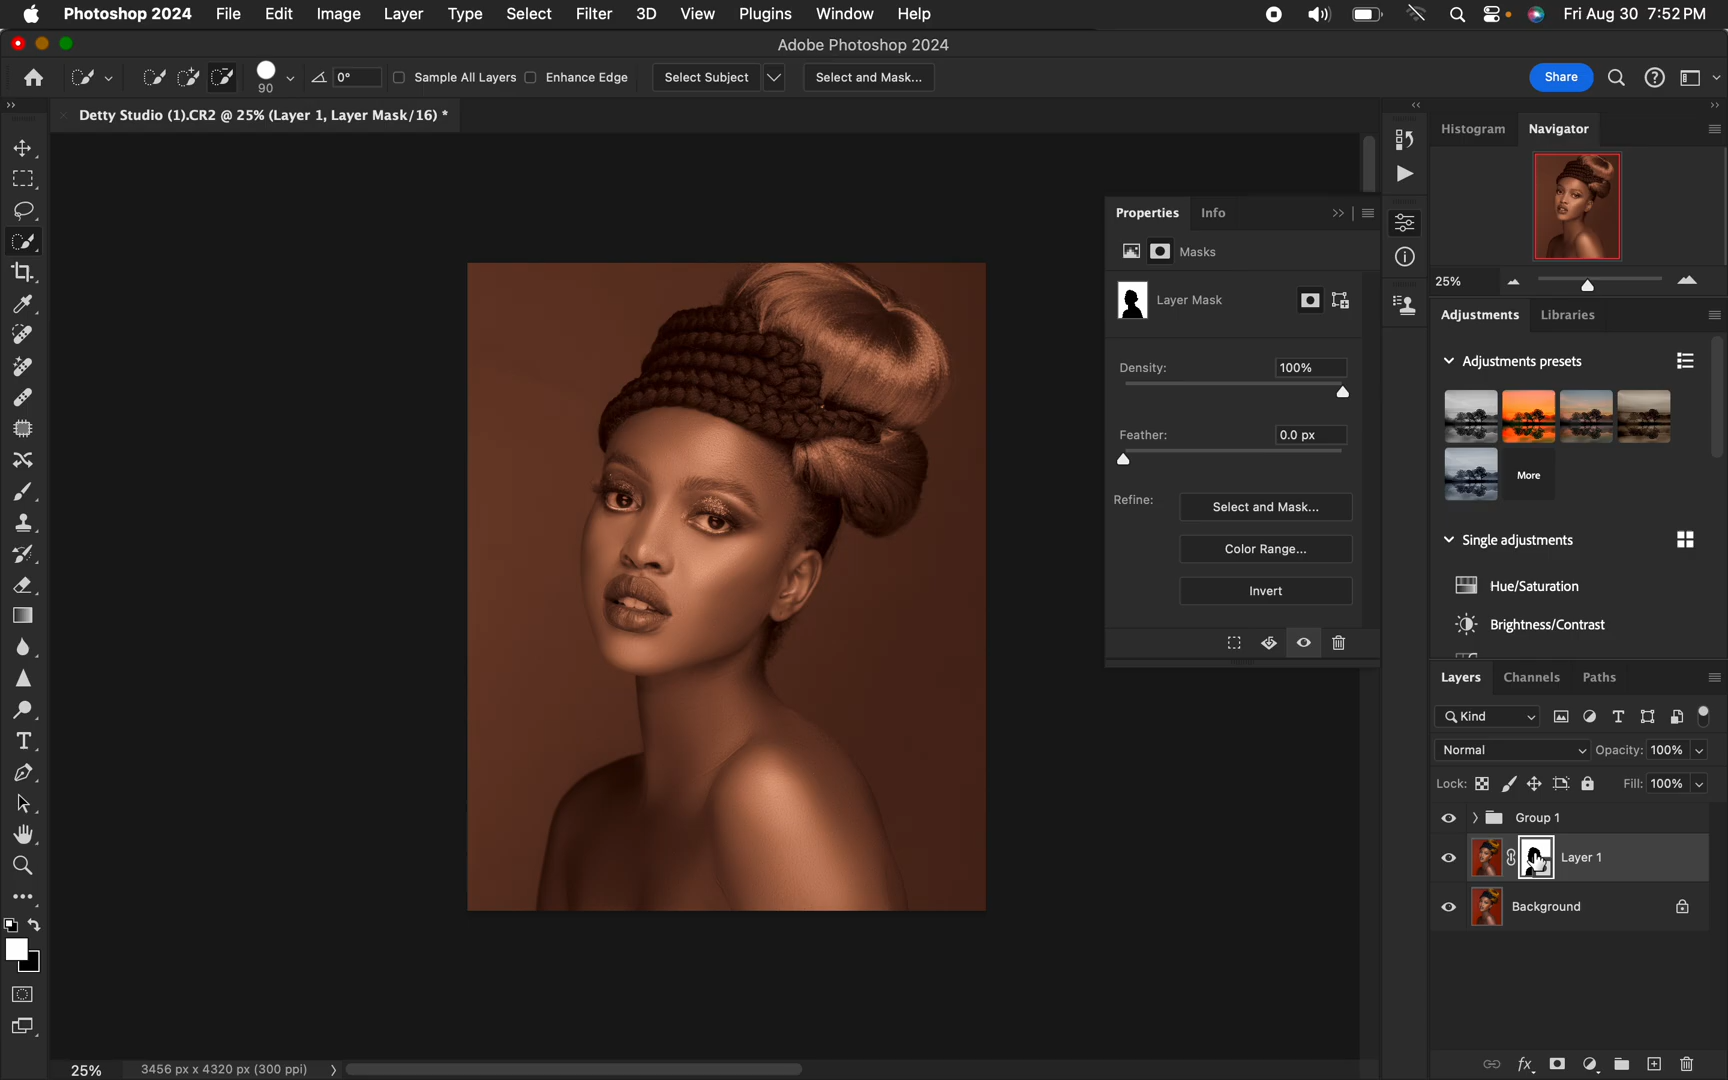 Photoshop 2024 File Edit Image Layer Type Select Filter 3D View Plugins Window Help Fri Aug 30 7:52 PM
Adobe Photoshop 2024
90 0° Sample All Layers Enhance Edge Select Subject Select and Mask... Share
Detty Studio (1).CR2 @ 25% (Layer 1, Layer Mask/16) *
Histogram Navigator
25%
Properties Info
Masks
Layer Mask
Density: 100%
Feather: 0.0 px
Refine: Select and Mask...
Color Range...
Invert
Adjustments Libraries
Adjustments presets
More
Single adjustments
Hue/Saturation
Brightness/Contrast
Layers Channels Paths
Kind
Normal Opacity: 100%
Lock: Fill: 100%
Group 1
Layer 1
Background
25% 3456 px x 4320 px (300 ppi)